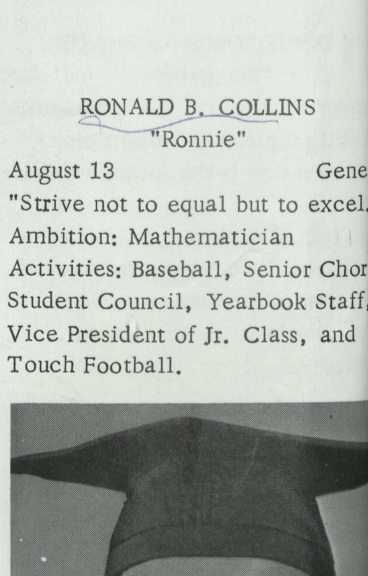 RONALD B. COLLINS
"Ronnie"
August 13 Gene
"Strive not to equal but to excel.
Ambition: Mathematician
Activities: Baseball, Senior Chor
Student Council, Yearbook Staff,
Vice President of Jr. Class, and
Touch Football.